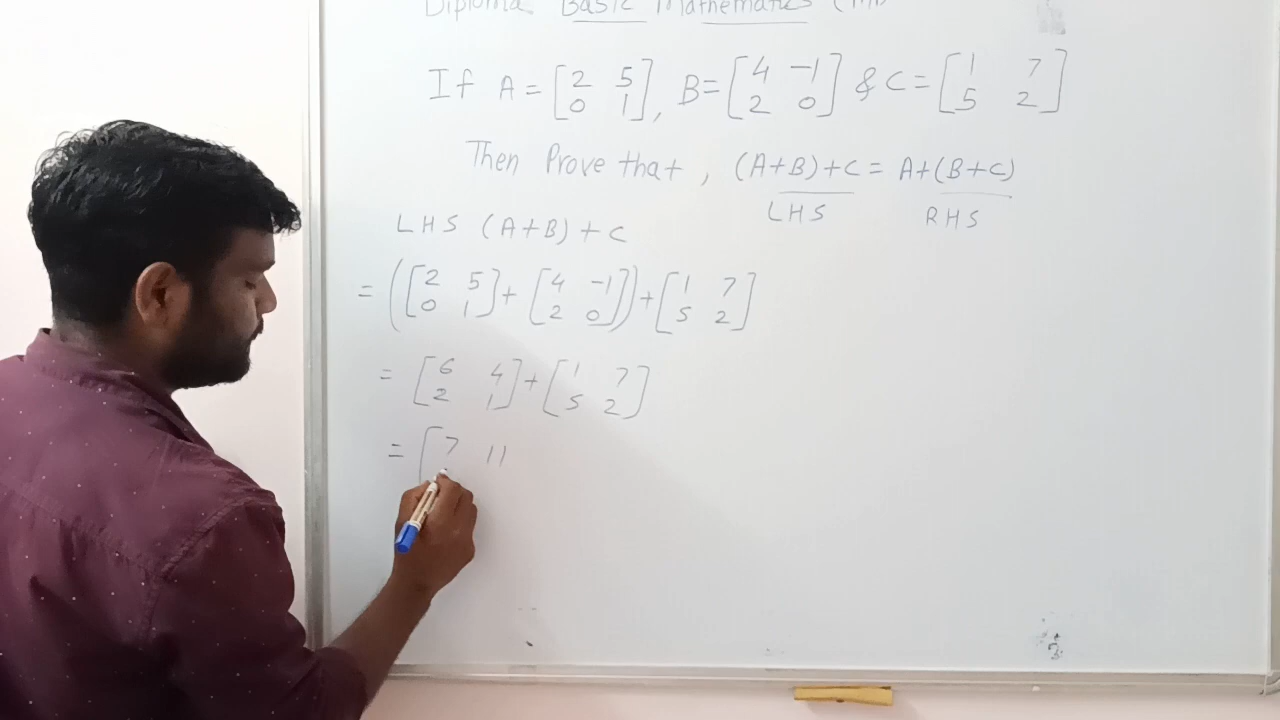 Diploma Basic Mathematics (M1)
If A = [2 5 0 1], B = [4 -1 2 0] & C = [1 7 5 2]
Then Prove that, (A+B)+C = A+(B+C)
LHS RHS
LHS (A+B)+C
= ([2 5 0 1] + [4 -1 2 0]) + [1 7 5 2]
= [6 4 2 1] + [1 7 5 2]
= [7 11